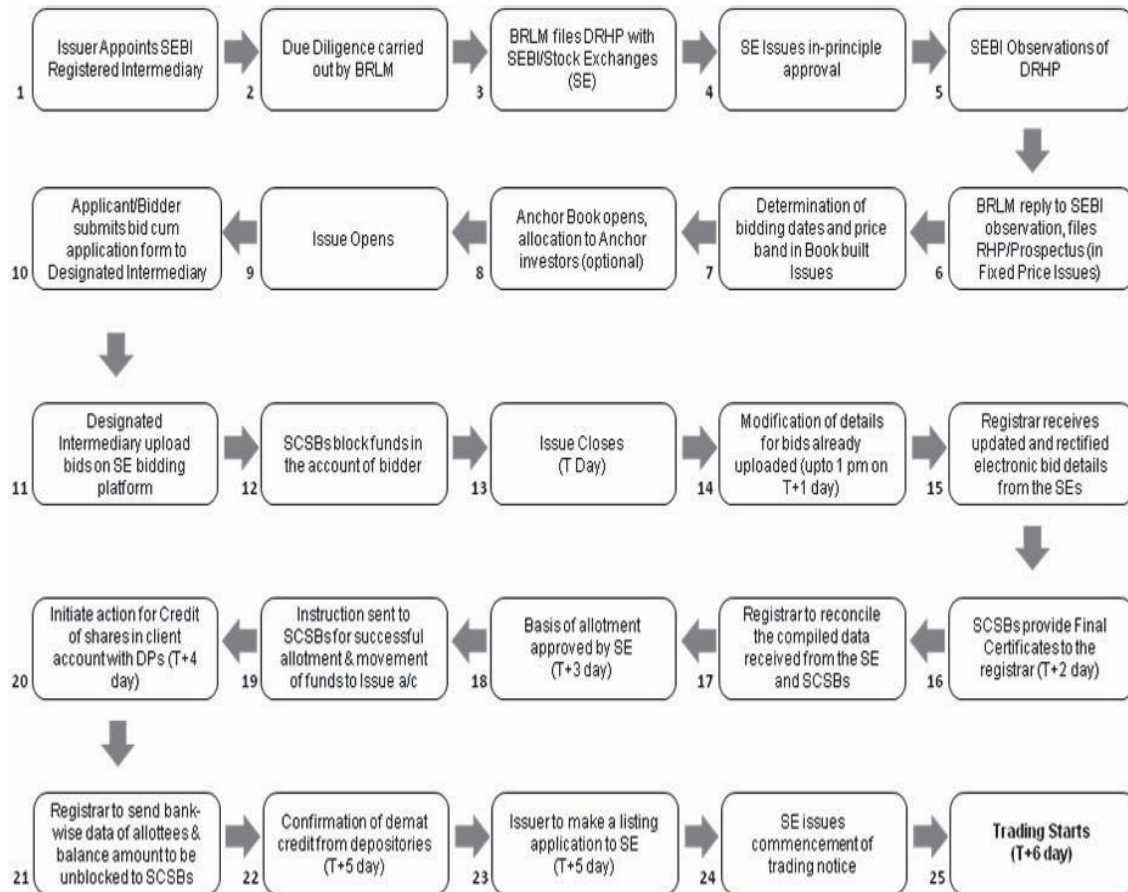 Issuer Appoints SEBI
Registered Intermediary
1
Due Diligence carried
out by BRLM
2
BRLM files DRHP with
SEBI/Stock Exchanges
(SE)
3
SE Issues in-principle
approval
4
SEBI Observations of
DRHP
5
BRLM reply to SEBI
observation, files
RHP/Prospectus (in
Fixed Price Issues)
6
Determination of
bidding dates and price
band in Book built
Issues
7
Anchor Book opens,
allocation to Anchor
investors (optional)
8
Issue Opens
9
Applicant/Bidder
submits bid cum
application form to
Designated Intermediary
10
Designated
Intermediary upload
bids on SE bidding
platform
11
SCSBs block funds in
the account of bidder
12
Issue Closes
(T Day)
13
Modification of details
for bids already
uploaded (upto 1 pm on
T+1 day)
14
Registrar receives
updated and rectified
electronic bid details
from the SEs
15
SCSBs provide Final
Certificates to the
registrar (T+2 day)
16
Registrar to reconcile
the compiled data
received from the SE
and SCSBs
17
Basis of allotment
approved by SE
(T+3 day)
18
Instruction sent to
SCSBs for successful
allotment & movement
of funds to Issue a/c
19
Initiate action for Credit
of shares in client
account with DPs (T+4
day)
20
Registrar to send bank-
wise data of allottees &
balance amount to be
unblocked to SCSBs
21
Confirmation of demat
credit from depositories
(T+5 day)
22
Issuer to make a listing
application to SE
(T+5 day)
23
SE issues
commencement of
trading notice
24
Trading Starts
(T+6 day)
25